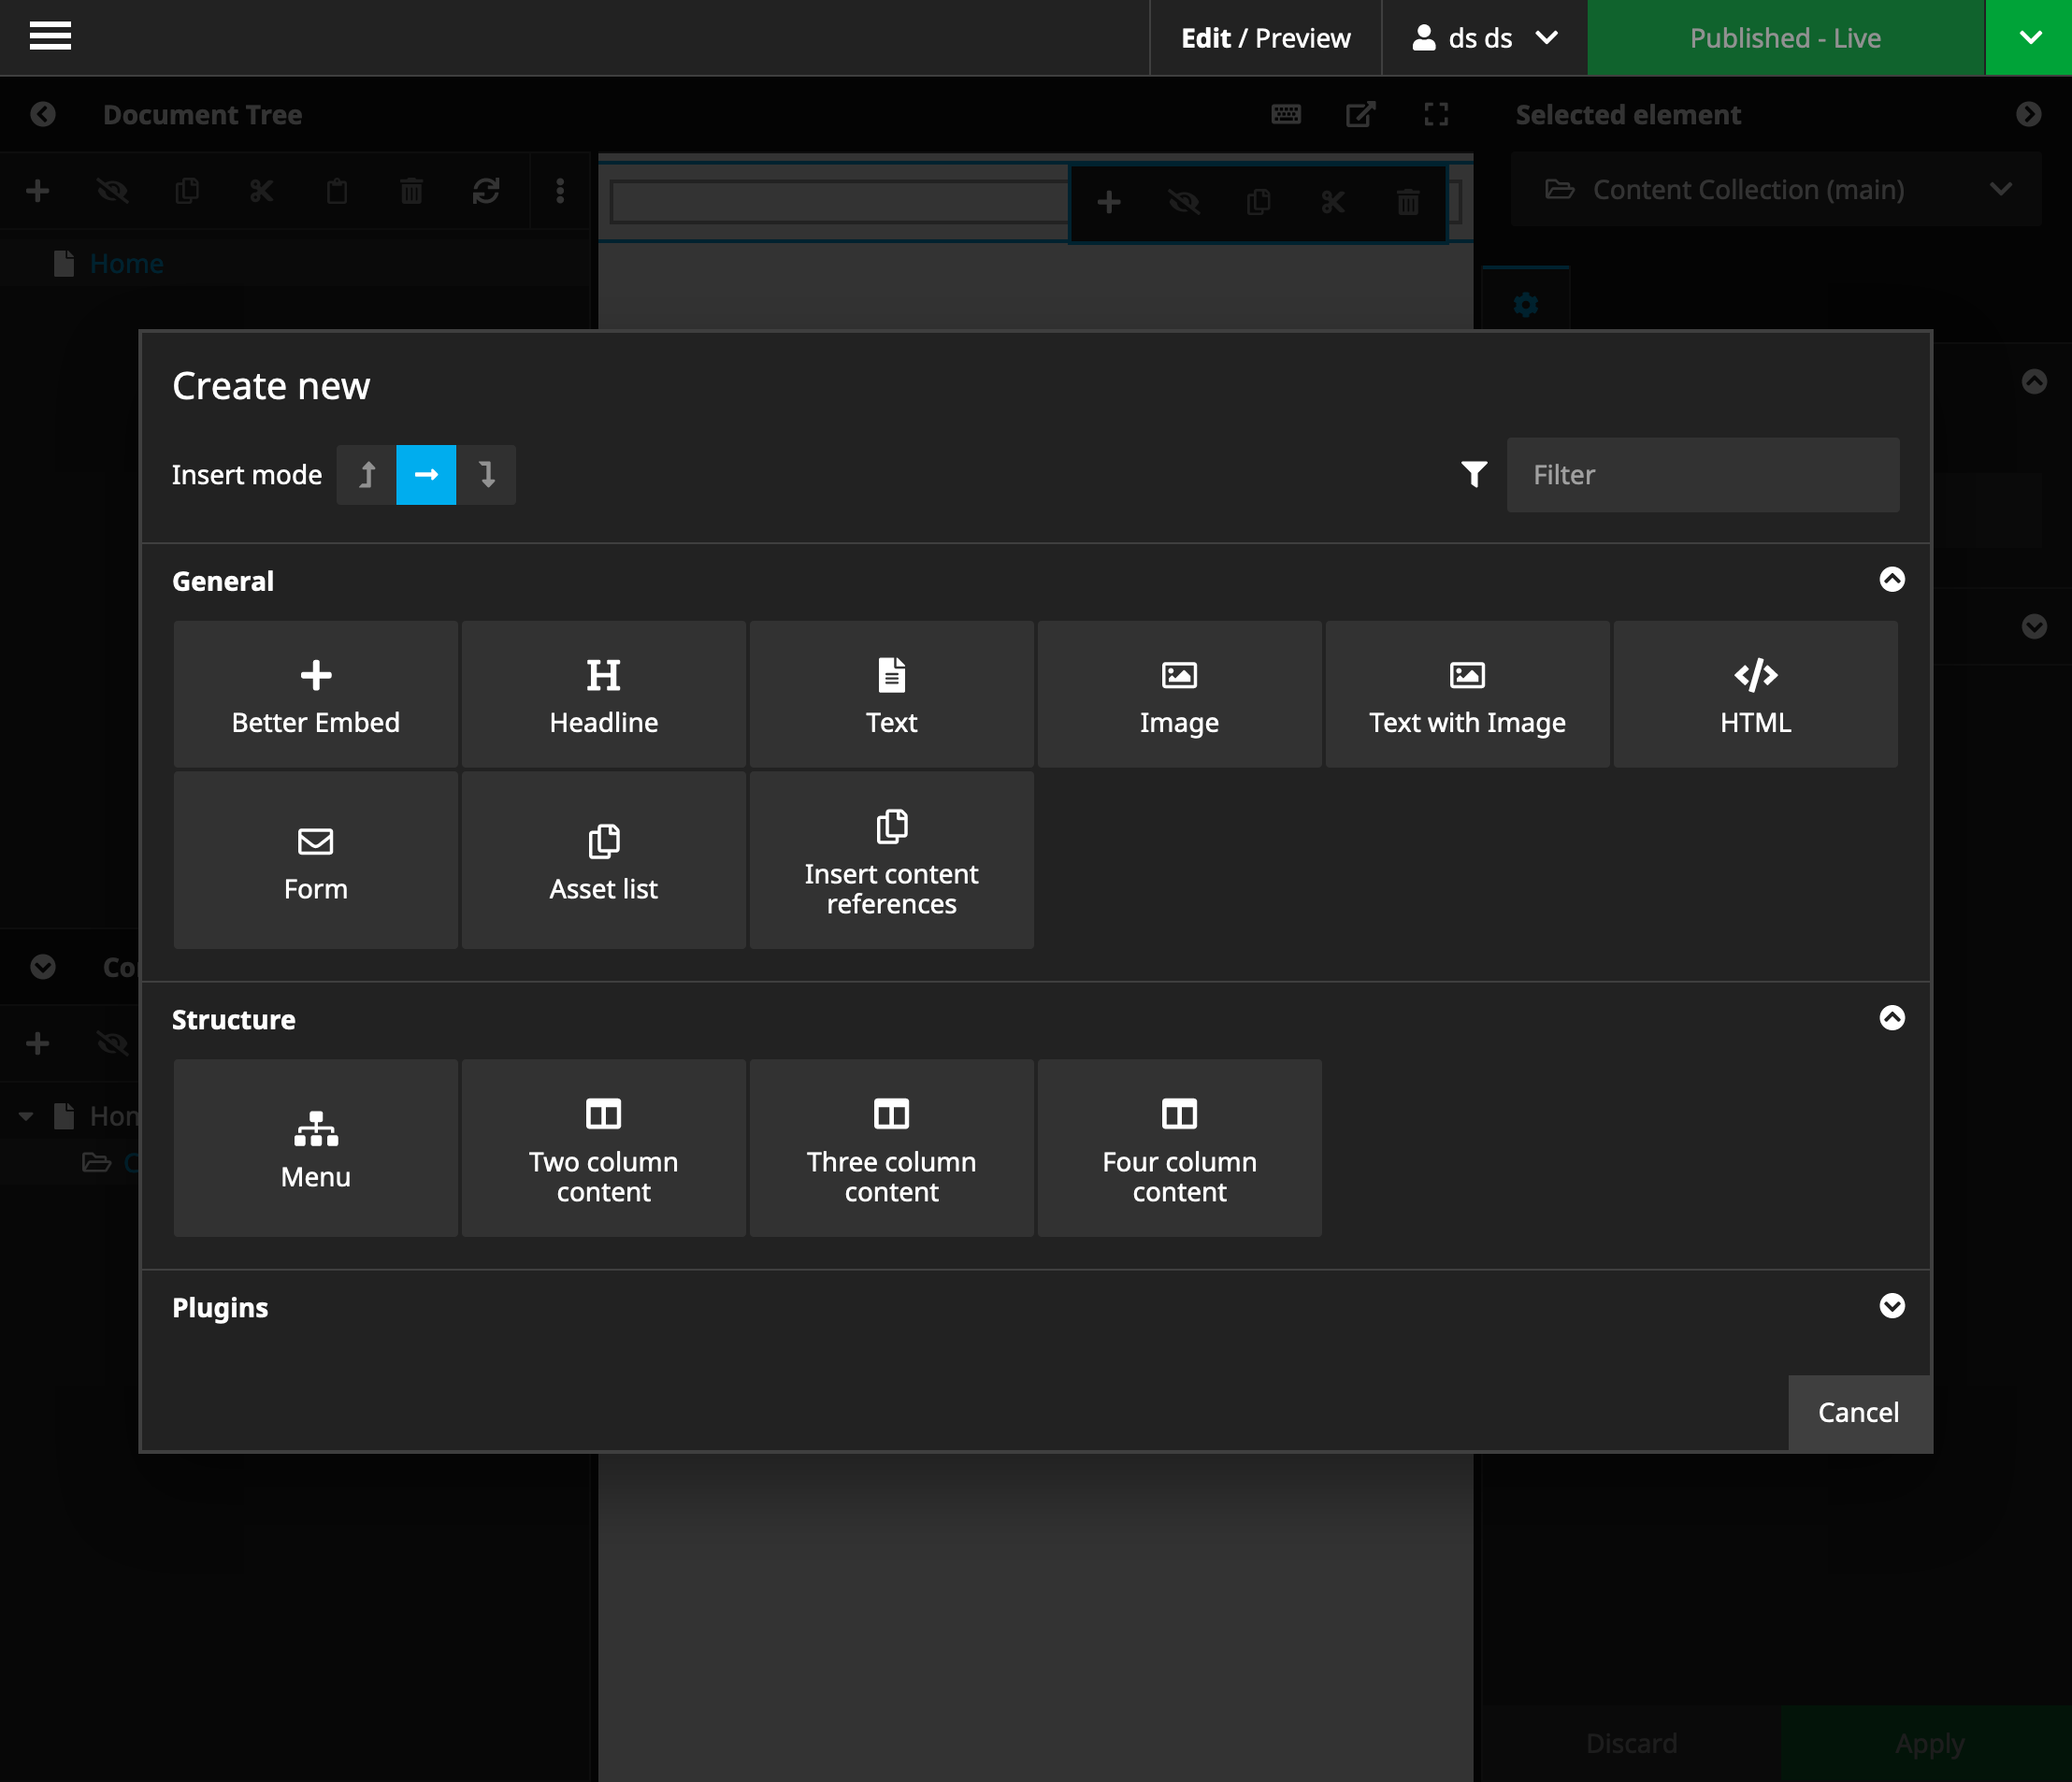 Edit / Preview
ds ds
Published - Live
Document Tree
Selected element
Content Collection (main)
Home
Create new
Insert mode
Filter
General
Better Embed
Headline
Text
Image
Text with Image
HTML
Form
Asset list
Insert content
references
Structure
Menu
Two column
content
Three column
content
Four column
content
Plugins
Cancel
Discard
Apply